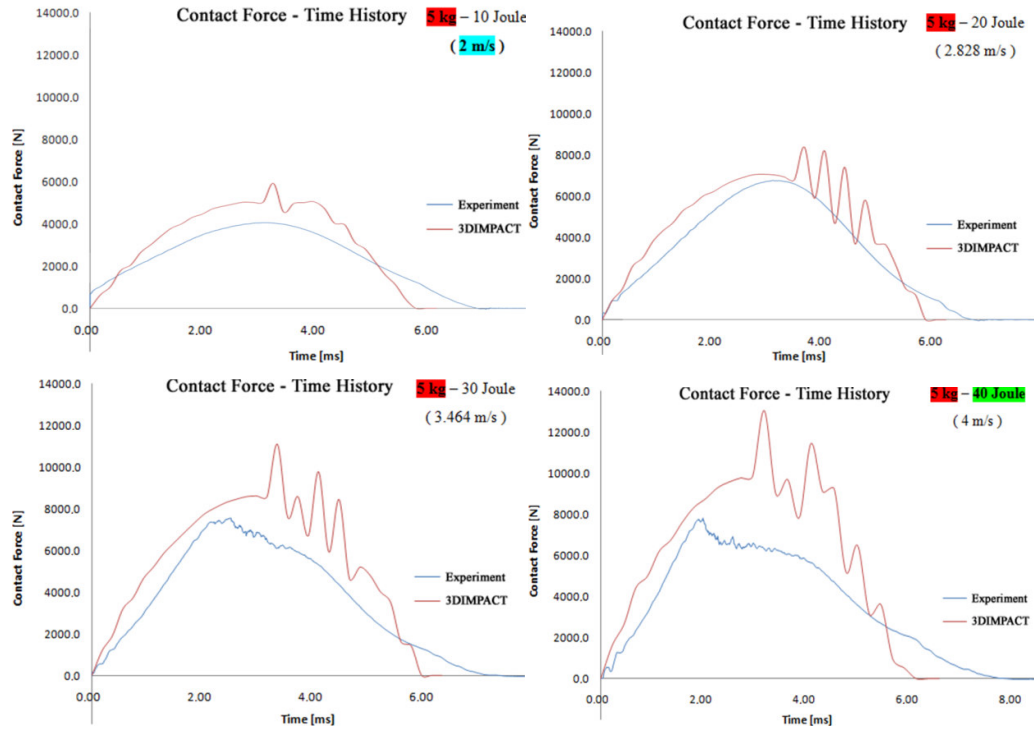 Contact Force - Time History
5 kg – 10 Joule
( 2 m/s )
14000.0
12000.0
10000.0
8000.0
6000.0
4000.0
2000.0
0.0
Contact Force [N]
Experiment
3DIMPACT
0.00 2.00 4.00 6.00
Time [ms]
Contact Force - Time History
5 kg – 20 Joule
( 2.828 m/s )
14000.0
12000.0
10000.0
8000.0
6000.0
4000.0
2000.0
0.0
Contact Force [N]
Experiment
3DIMPACT
0.00 2.00 4.00 6.00
Time [ms]
Contact Force - Time History
5 kg – 30 Joule
( 3.464 m/s )
14000.0
12000.0
10000.0
8000.0
6000.0
4000.0
2000.0
0.0
Contact Force [N]
Experiment
3DIMPACT
0.00 2.00 4.00 6.00
Time [ms]
Contact Force - Time History
5 kg – 40 Joule
( 4 m/s )
14000.0
12000.0
10000.0
8000.0
6000.0
4000.0
2000.0
0.0
Contact Force [N]
Experiment
3DIMPACT
0.00 2.00 4.00 6.00 8.00
Time [ms]